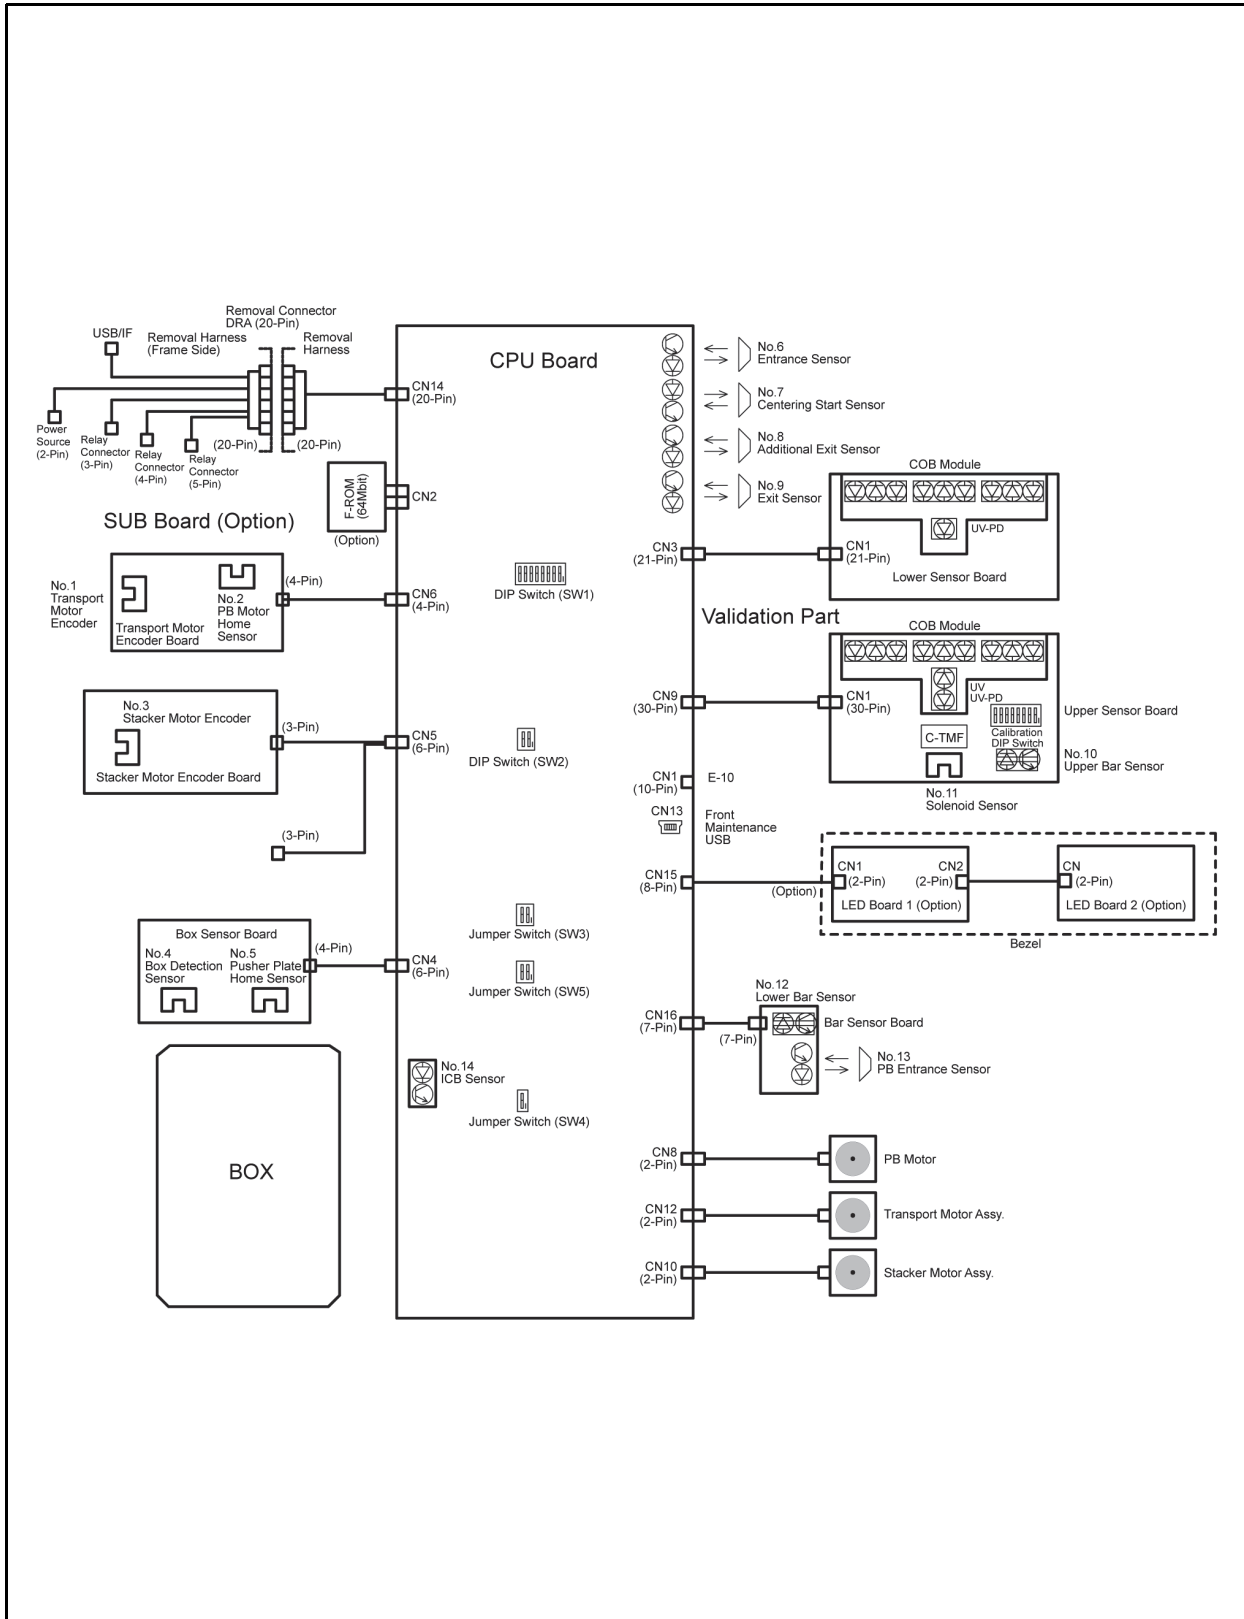 USB/IF
Removal Harness
(Frame Side)
Removal Connector
DRA (20-Pin)
Removal
Harness
Power
Source
(2-Pin)
Relay
Connector
(3-Pin)
Relay
Connector
(4-Pin)
Relay
Connector
(5-Pin)
(20-Pin)
(20-Pin)
CPU Board
CN14
(20-Pin)
F-ROM
(64Mbit)
(Option)
CN2
SUB Board (Option)
No.1
Transport
Motor
Encoder
Transport Motor
Encoder Board
No.2
PB Motor
Home
Sensor
(4-Pin)
CN6
(4-Pin)
No.3
Stacker Motor Encoder
Stacker Motor Encoder Board
(3-Pin)
CN5
(6-Pin)
(3-Pin)
Box Sensor Board
No.4
Box Detection
Sensor
No.5
Pusher Plate
Home Sensor
(4-Pin)
CN4
(6-Pin)
BOX
No.14
ICB Sensor
DIP Switch (SW1)
DIP Switch (SW2)
Jumper Switch (SW3)
Jumper Switch (SW5)
Jumper Switch (SW4)
No.6
Entrance Sensor
No.7
Centering Start Sensor
No.8
Additional Exit Sensor
No.9
Exit Sensor
CN3
(21-Pin)
CN1
(21-Pin)
COB Module
UV-PD
Lower Sensor Board
Validation Part
COB Module
CN9
(30-Pin)
CN1
(30-Pin)
UV
UV-PD
C-TMF
Calibration
DIP Switch
Upper Sensor Board
No.10
Upper Bar Sensor
No.11
Solenoid Sensor
CN1
(10-Pin)
E-10
CN13
Front
Maintenance
USB
CN15
(8-Pin)
(Option)
CN1
(2-Pin)
CN2
(2-Pin)
LED Board 1 (Option)
CN
(2-Pin)
LED Board 2 (Option)
Bezel
No.12
Lower Bar Sensor
CN16
(7-Pin)
(7-Pin)
Bar Sensor Board
No.13
PB Entrance Sensor
CN8
(2-Pin)
PB Motor
CN12
(2-Pin)
Transport Motor Assy.
CN10
(2-Pin)
Stacker Motor Assy.